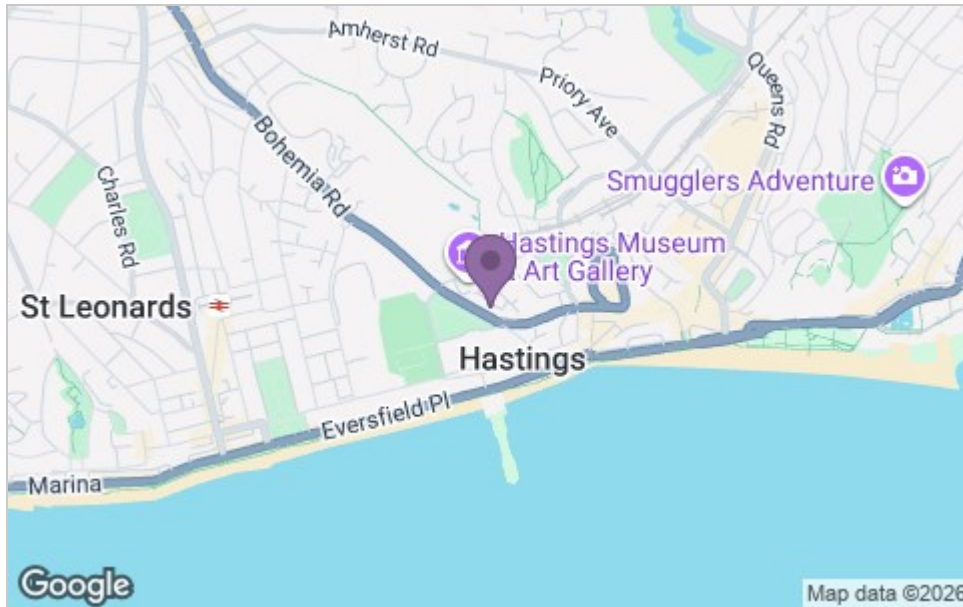 Amherst Rd
Priory Ave
Queens Rd
Bohemia Rd
Smugglers Adventure
Charles Rd
Hastings Museum
Art Gallery
St Leonards
Hastings
Eversfield Pl
Marina
Google
Map data ©2026